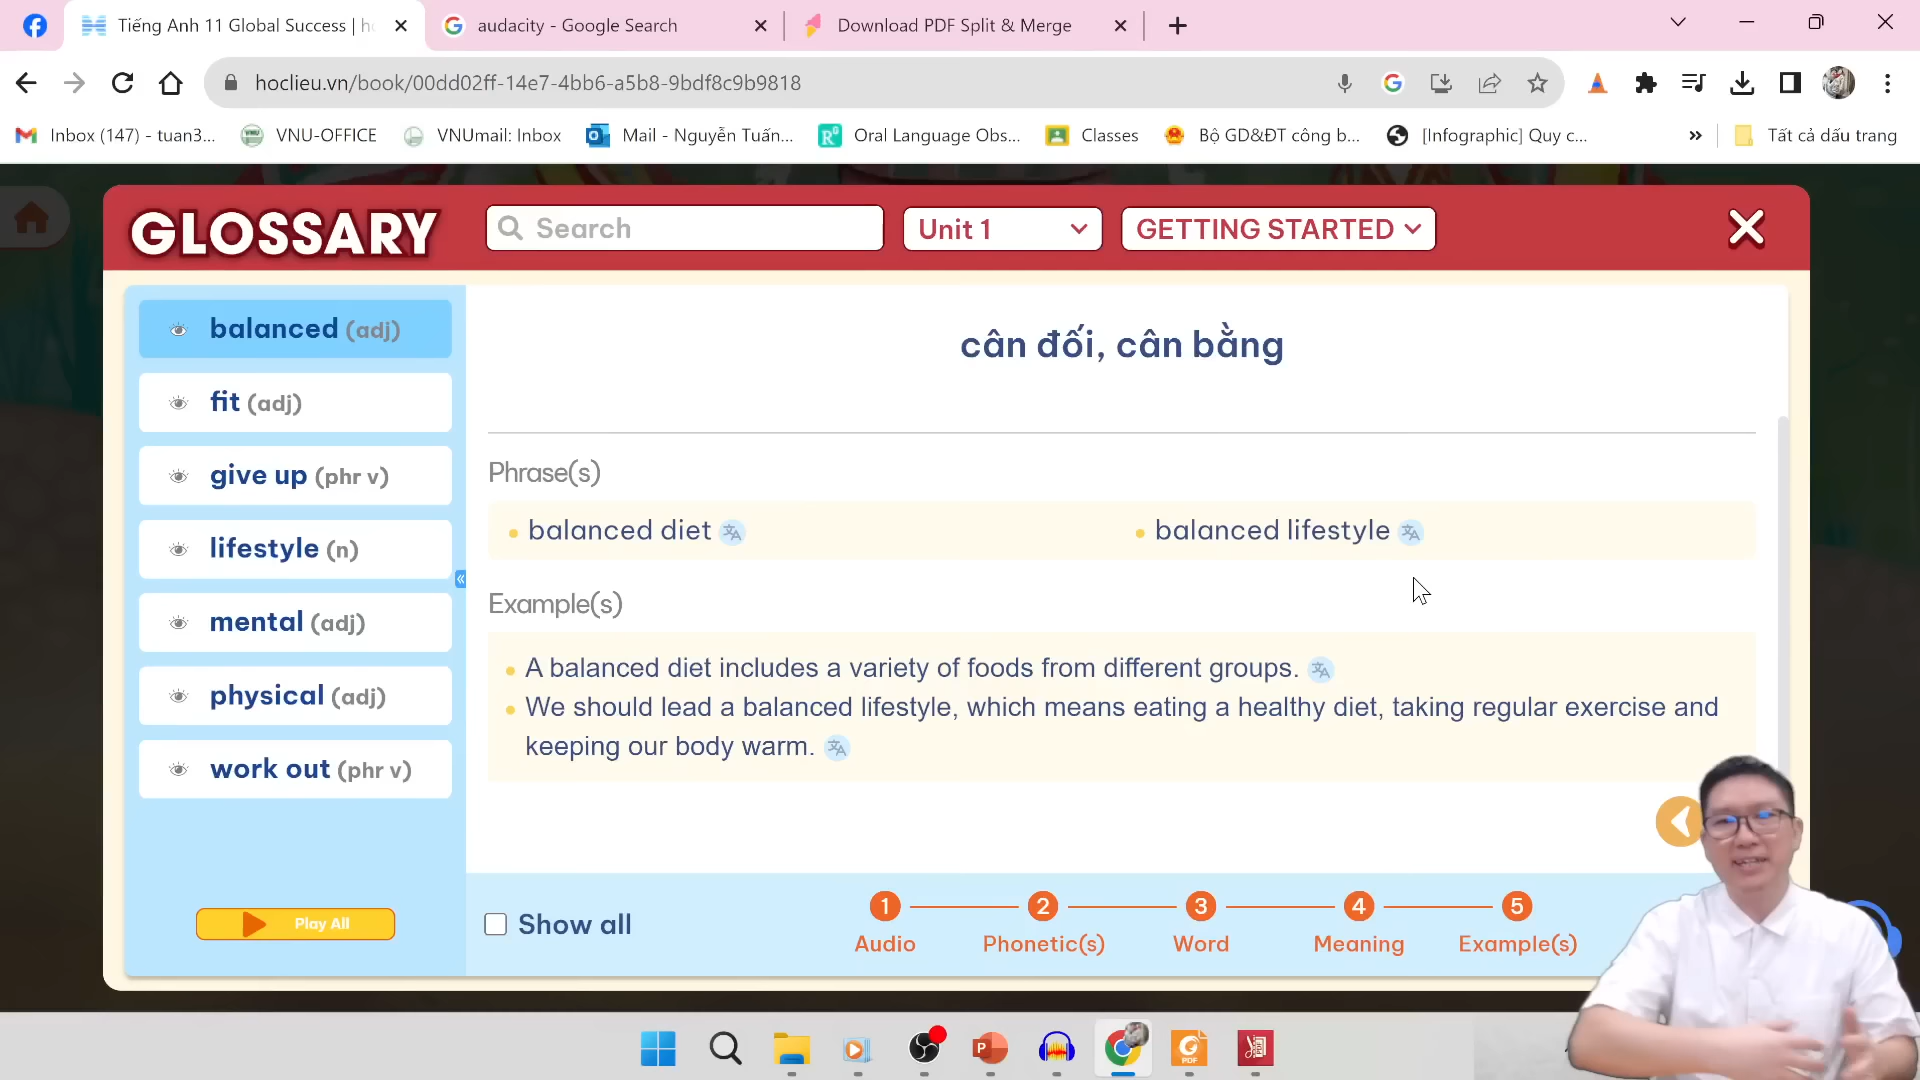 Tiếng Anh 11 Global Success | h
audacity - Google Search
Download PDF Split & Merge
hoclieu.vn/book/00dd02ff-14e7-4bb6-a5b8-9bdf8c9b9818
Inbox (147) - tuan3...
VNU-OFFICE
VNUmail: Inbox
Mail - Nguyễn Tuấn...
Oral Language Obs...
Classes
Bộ GD&ĐT công b...
[Infographic] Quy c...
»
Tất cả dấu trang
GLOSSARY
Search
Unit 1
GETTING STARTED
balanced (adj)
fit (adj)
give up (phr v)
lifestyle (n)
mental (adj)
physical (adj)
work out (phr v)
Play All
cân đối, cân bằng
Phrase(s)
balanced diet
balanced lifestyle
Example(s)
A balanced diet includes a variety of foods from different groups.
We should lead a balanced lifestyle, which means eating a healthy diet, taking regular exercise and
keeping our body warm.
Show all
1 2 3 4 5
Audio Phonetic(s) Word Meaning Example(s)